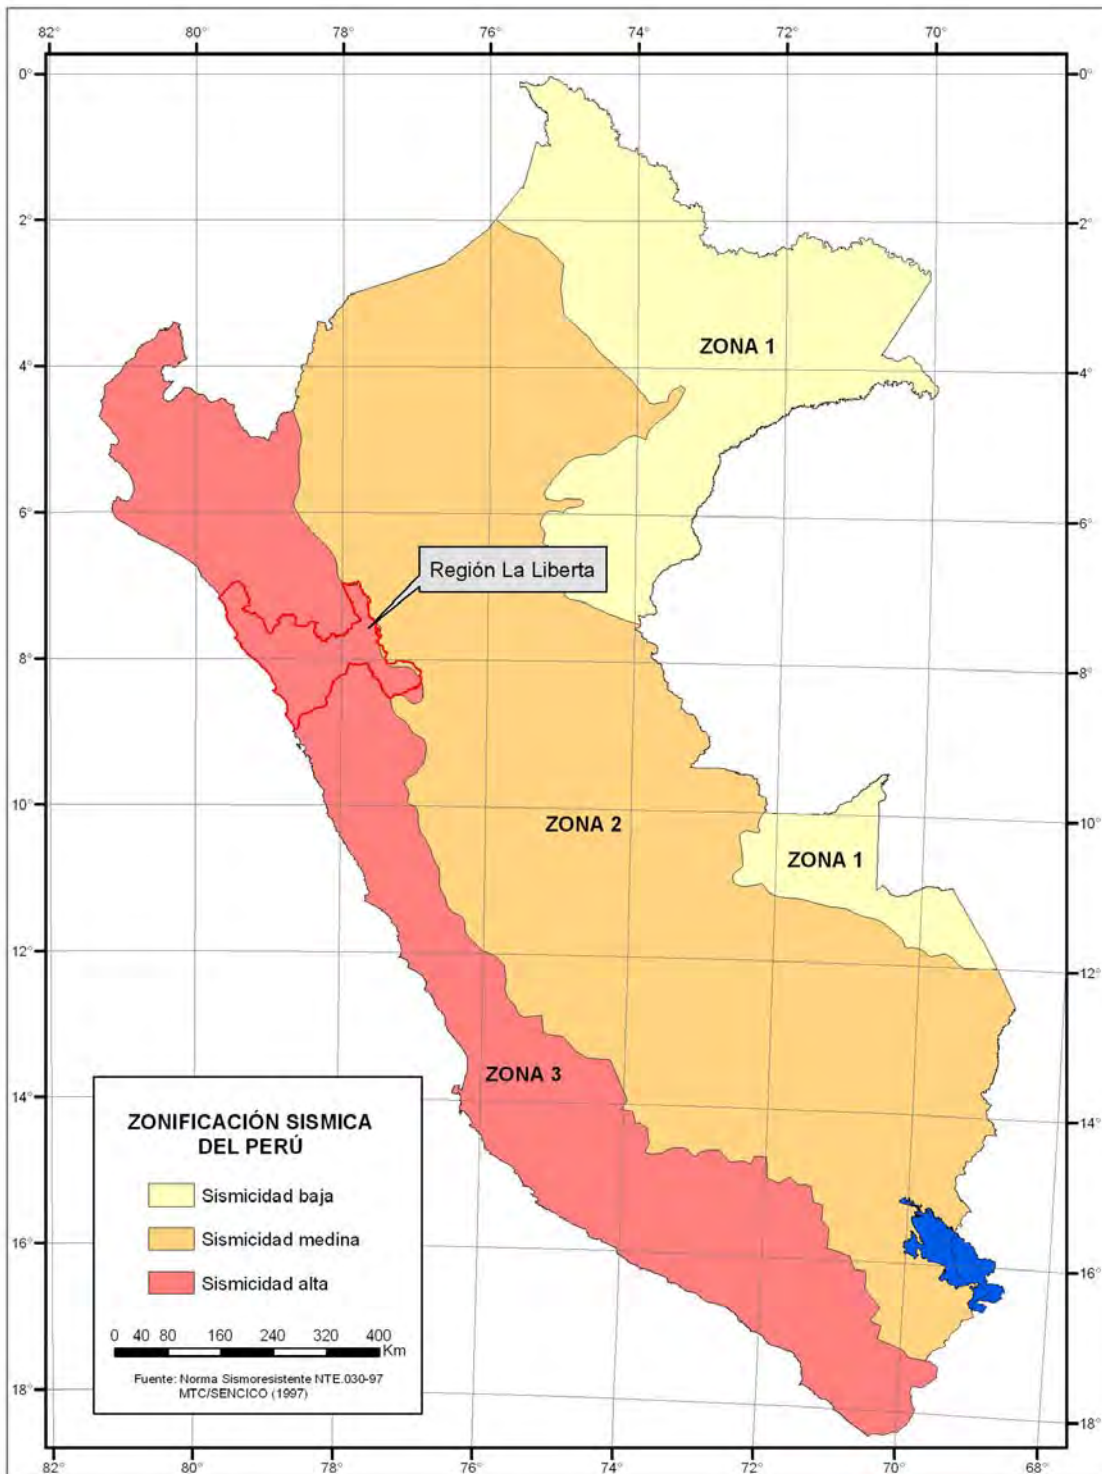 82° 80° 78° 76° 74° 72° 70°
0° 0°
2° 2°
ZONA 1
4° 4°
6° 6°
Región La Liberta
8° 8°
10° 10°
ZONA 2
ZONA 1
12° 12°
ZONA 3
14° 14°
ZONIFICACIÓN SISMICA
DEL PERÚ
Sismicidad baja
Sismicidad medina
16° 16°
Sismicidad alta
0 40 80 160 240 320 400
Km
Fuente: Norma Sismoresistente NTE.030-97
MTC/SENCICO (1997)
18° 18°
82° 80° 78° 76° 74° 72° 70° 68°